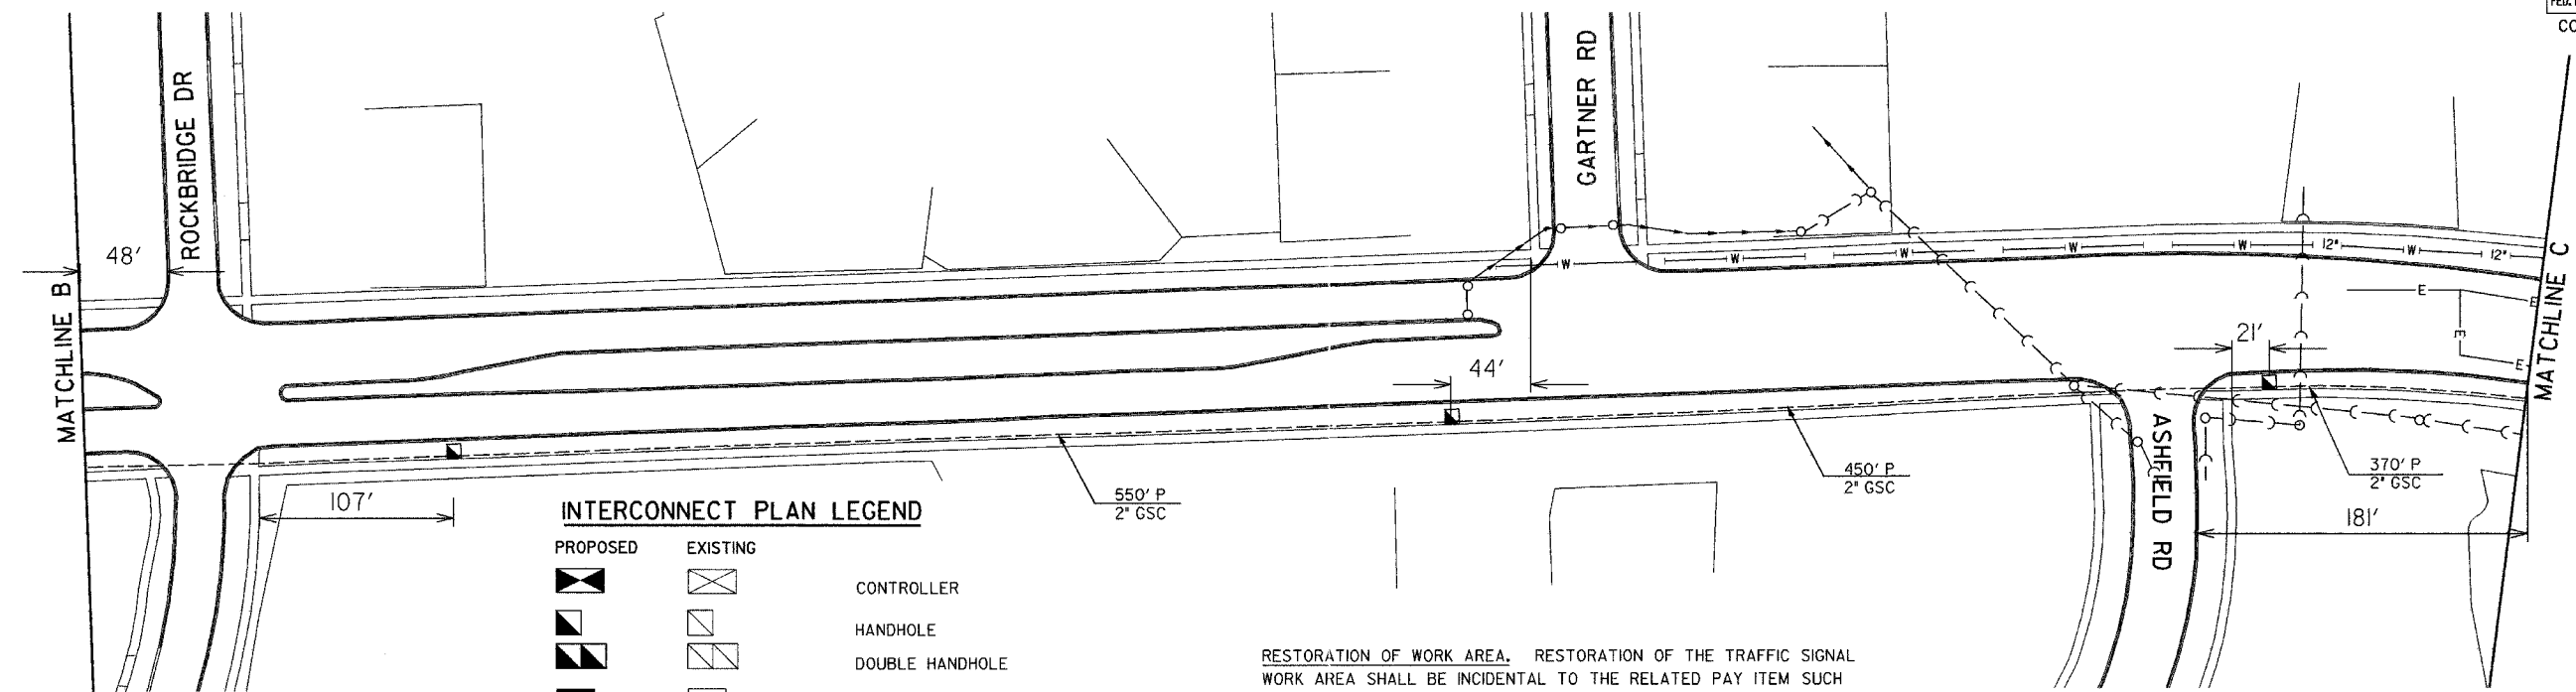 CO
ROCKBRIDGE DR
GARTNER RD
MATCHLINE B
MATCHLINE C
ASHFIELD RD
48'
W
W
W
W
W
12"
W
12"
E
E
E
E
21'
44'
107'
181'
550' P
2" GSC
450' P
2" GSC
370' P
2" GSC
INTERCONNECT PLAN LEGEND
PROPOSED EXISTING
CONTROLLER
HANDHOLE
DOUBLE HANDHOLE
RESTORATION OF WORK AREA. RESTORATION OF THE TRAFFIC SIGNAL
WORK AREA SHALL BE INCIDENTAL TO THE RELATED PAY ITEM SUCH